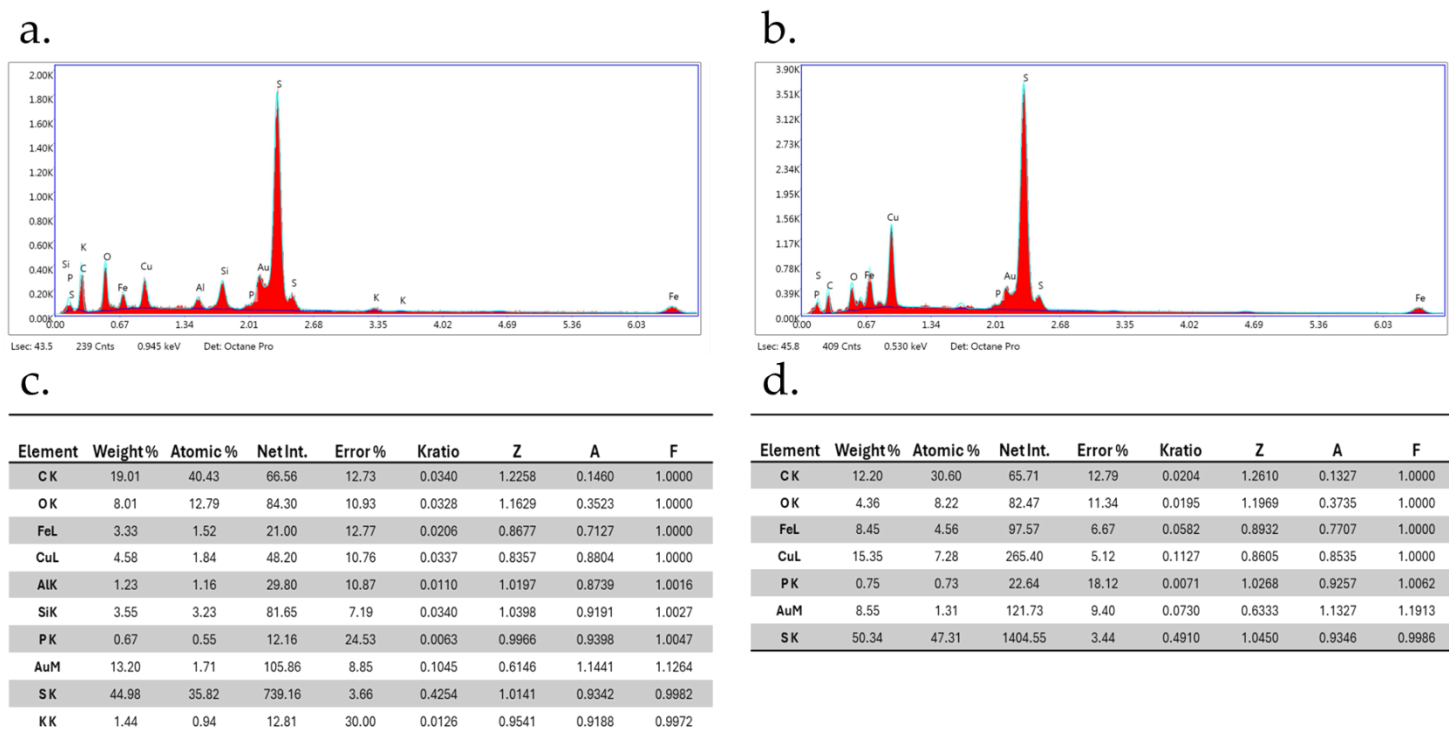 a.
2.00K
1.80K
1.60K
1.40K
1.20K
1.00K
0.80K
0.60K
0.40K
0.20K
0.00K
Si
P
S
K
C
O
Fe
Cu
Al
Si
P
Au
S
S
K
K
Fe
0.00 0.67 1.34 2.01 2.68 3.35 4.02 4.69 5.36 6.03
Lsec: 43.5 239 Cnts 0.945 keV Det: Octane Pro
b.
3.90K
3.51K
3.12K
2.73K
2.34K
1.95K
1.56K
1.17K
0.78K
0.39K
0.00K
S
P
C
O
Fe
Cu
P
Au
S
S
Fe
0.00 0.67 1.34 2.01 2.68 3.35 4.02 4.69 5.36 6.03
Lsec: 45.8 409 Cnts 0.530 keV Det: Octane Pro
c.
Element Weight % Atomic % Net Int. Error % Kratio Z A F
C K 19.01 40.43 66.56 12.73 0.0340 1.2258 0.1460 1.0000
O K 8.01 12.79 84.30 10.93 0.0328 1.1629 0.3523 1.0000
FeL 3.33 1.52 21.00 12.77 0.0206 0.8677 0.7127 1.0000
CuL 4.58 1.84 48.20 10.76 0.0337 0.8357 0.8804 1.0000
AlK 1.23 1.16 29.80 10.87 0.0110 1.0197 0.8739 1.0016
SiK 3.55 3.23 81.65 7.19 0.0340 1.0398 0.9191 1.0027
P K 0.67 0.55 12.16 24.53 0.0063 0.9966 0.9398 1.0047
AuM 13.20 1.71 105.86 8.85 0.1045 0.6146 1.1441 1.1264
S K 44.98 35.82 739.16 3.66 0.4254 1.0141 0.9342 0.9982
K K 1.44 0.94 12.81 30.00 0.0126 0.9541 0.9188 0.9972
d.
Element Weight % Atomic % Net Int. Error % Kratio Z A F
C K 12.20 30.60 65.71 12.79 0.0204 1.2610 0.1327 1.0000
O K 4.36 8.22 82.47 11.34 0.0195 1.1969 0.3735 1.0000
FeL 8.45 4.56 97.57 6.67 0.0582 0.8932 0.7707 1.0000
CuL 15.35 7.28 265.40 5.12 0.1127 0.8605 0.8535 1.0000
P K 0.75 0.73 22.64 18.12 0.0071 1.0268 0.9257 1.0062
AuM 8.55 1.31 121.73 9.40 0.0730 0.6333 1.1327 1.1913
S K 50.34 47.31 1404.55 3.44 0.4910 1.0450 0.9346 0.9986